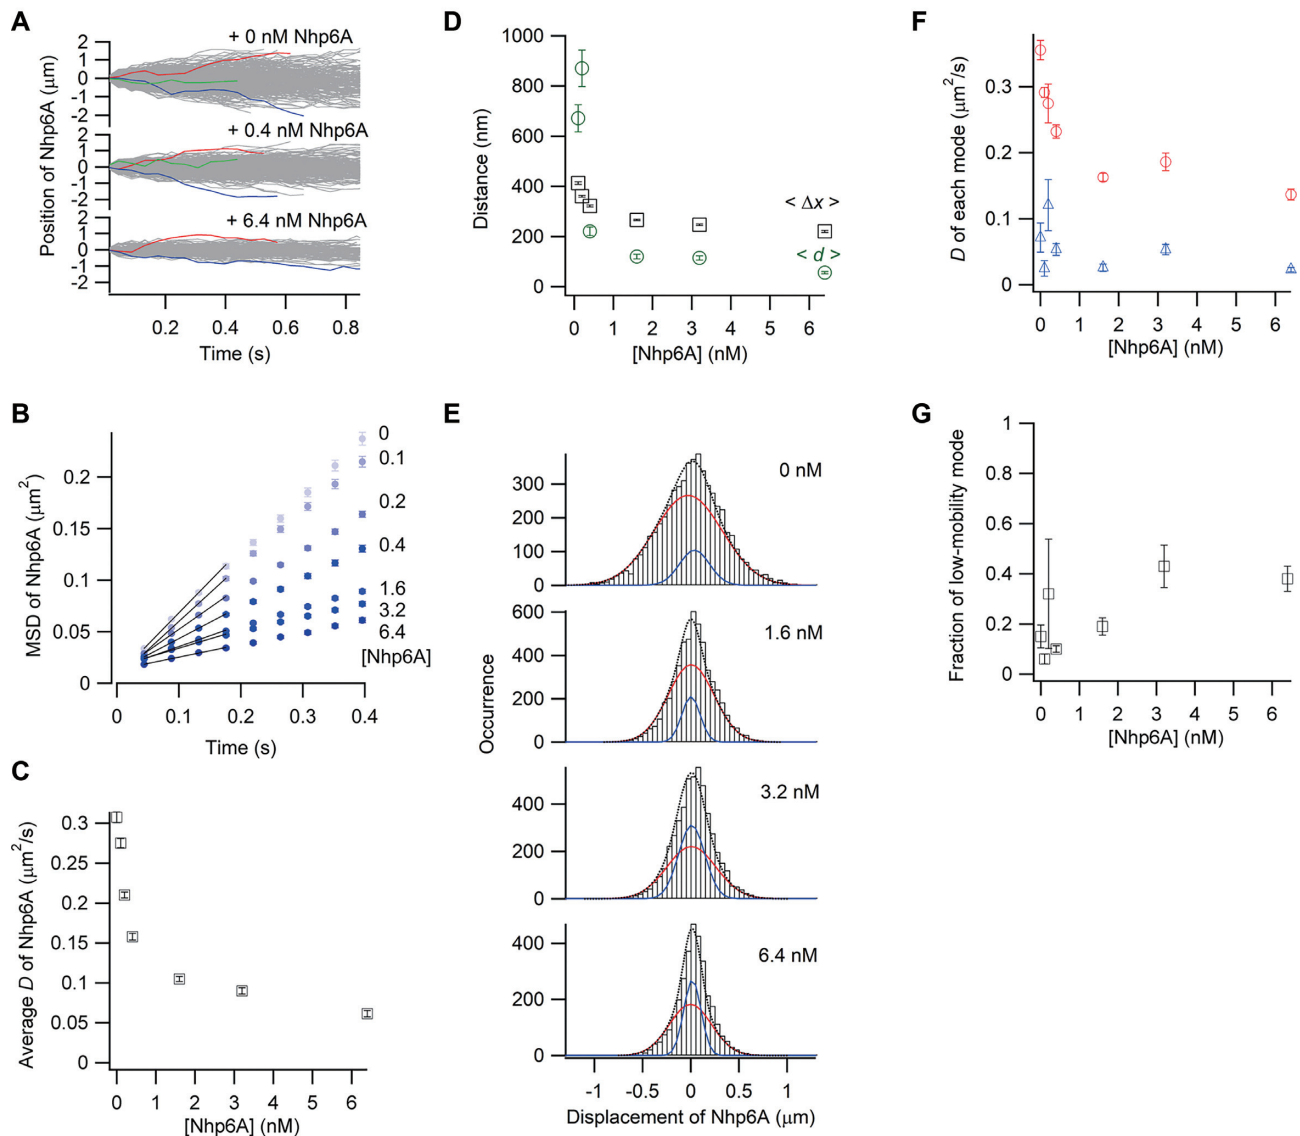 A
+ 0 nM Nhp6A
2
1
0
-1
-2
+ 0.4 nM Nhp6A
2
1
0
-1
-2
+ 6.4 nM Nhp6A
2
1
0
-1
-2
Position of Nhp6A (μm)
0.2
0.4
0.6
0.8
Time (s)
B
MSD of Nhp6A (μm2)
0.2
0.15
0.1
0.05
0
0
0.1
0.2
0.4
1.6
3.2
6.4
[Nhp6A]
0
0.1
0.2
0.3
0.4
Time (s)
C
Average D of Nhp6A (μm2/s)
0.3
0.25
0.2
0.15
0.1
0.05
0
0 1 2 3 4 5 6
[Nhp6A] (nM)
D
Distance (nm)
1000
800
600
400
200
0
< Δx >
< d >
0 1 2 3 4 5 6
[Nhp6A] (nM)
E
Occurrence
0 nM
300
200
100
0
1.6 nM
600
400
200
0
3.2 nM
400
200
0
6.4 nM
400
200
0
-1 -0.5 0 0.5 1
Displacement of Nhp6A (μm)
F
D of each mode (μm2/s)
0.3
0.2
0.1
0
0 1 2 3 4 5 6
[Nhp6A] (nM)
G
Fraction of low-mobility mode
1
0.8
0.6
0.4
0.2
0
0 1 2 3 4 5 6
[Nhp6A] (nM)